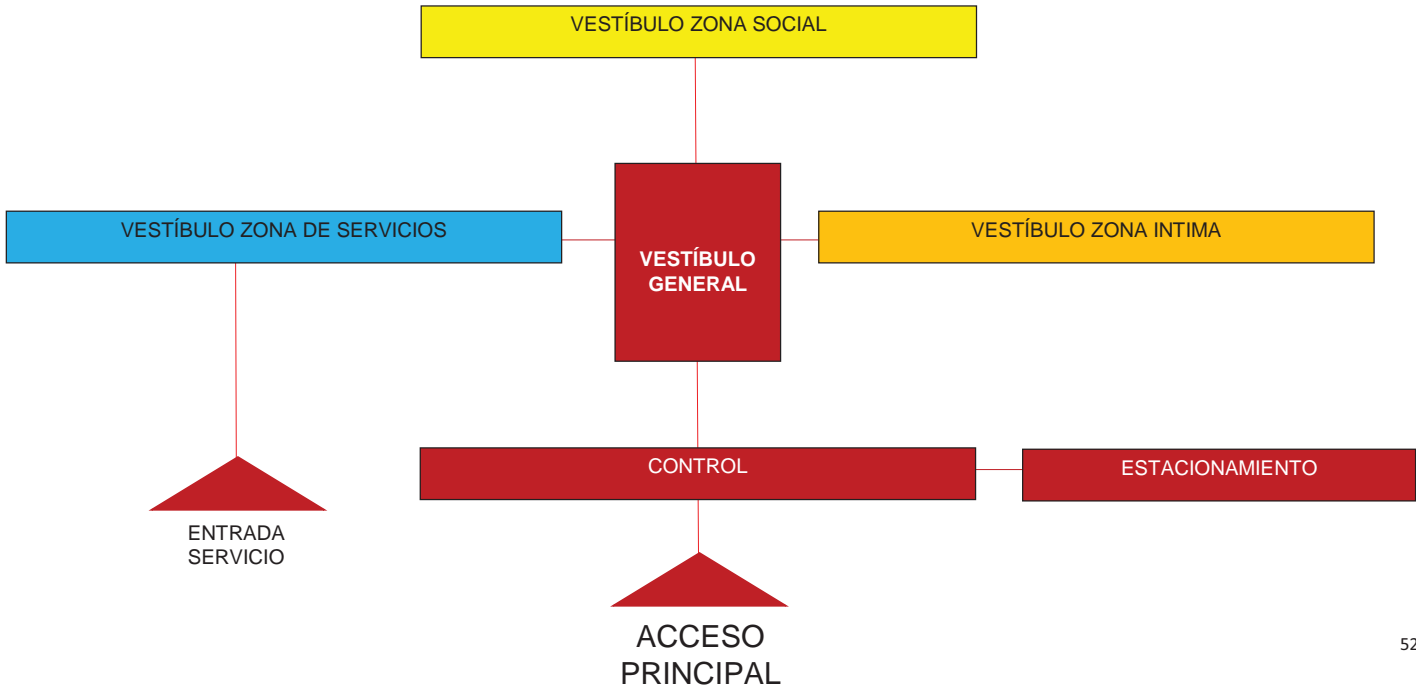 VESTÍBULO ZONA SOCIAL
VESTÍBULO ZONA DE SERVICIOS
VESTÍBULO
GENERAL
VESTÍBULO ZONA INTIMA
CONTROL
ESTACIONAMIENTO
ENTRADA
SERVICIO
ACCESO
PRINCIPAL
52